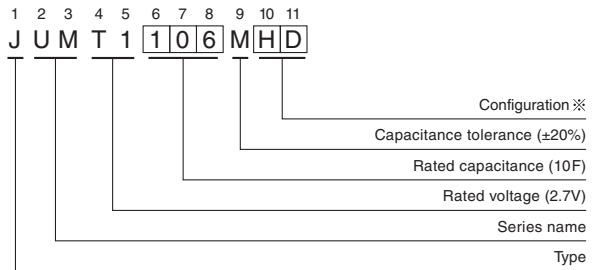 1 2 3 4 5 6 7 8 9 10 11
J U M T 1 1 0 6 M H D
Configuration ※
Capacitance tolerance (±20%)
Rated capacitance (10F)
Rated voltage (2.7V)
Series name
Type